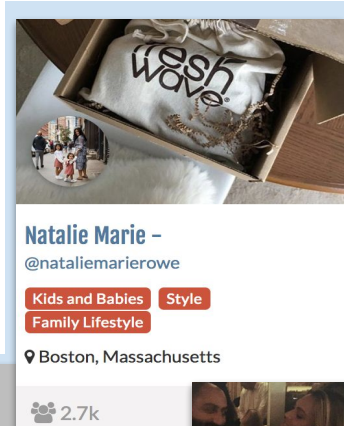 fresh
wave®
Natalie Marie –
@nataliemarierowe
Kids and Babies Style
Family Lifestyle
Boston, Massachusetts
2.7k